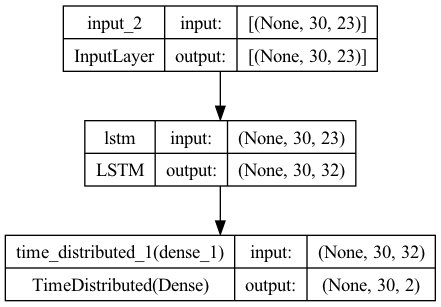 input_2 input: [(None, 30, 23)]
InputLayer output: [(None, 30, 23)]
lstm input: (None, 30, 23)
LSTM output: (None, 30, 32)
time_distributed_1(dense_1) input: (None, 30, 32)
TimeDistributed(Dense) output: (None, 30, 2)